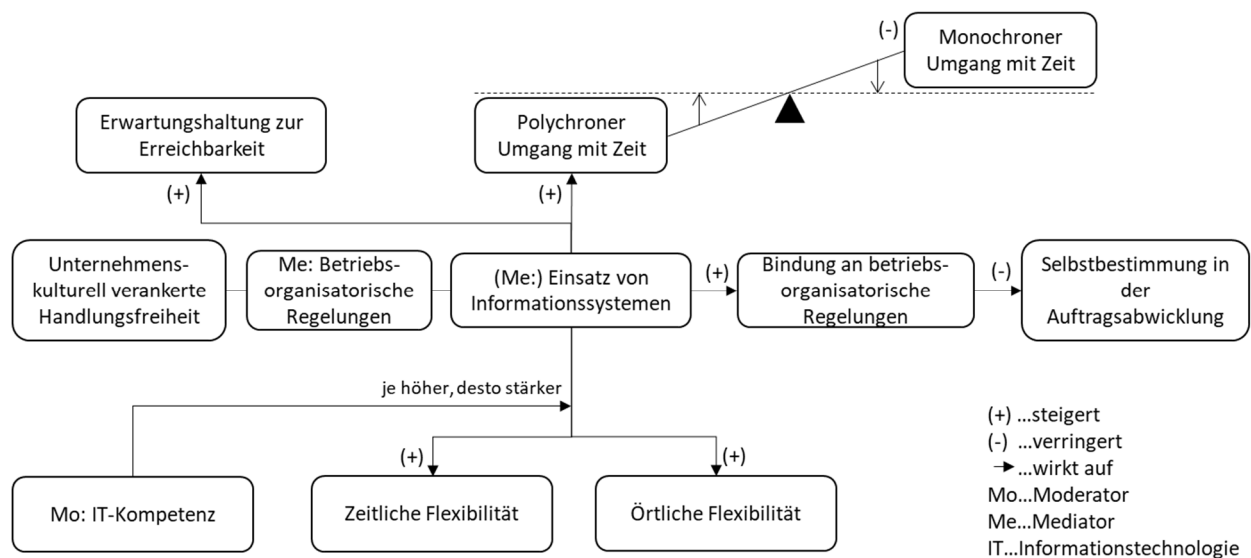 (-)
Monochroner
Umgang mit Zeit
Erwartungshaltung zur
Erreichbarkeit
Polychroner
Umgang mit Zeit
(+)
(+)
Unternehmens-
kulturell verankerte
Handlungsfreiheit
Me: Betriebs-
organisatorische
Regelungen
(Me:) Einsatz von
Informationssystemen
(+)
Bindung an betriebs-
organisatorische
Regelungen
(-)
Selbstbestimmung in
der
Auftragsabwicklung
je höher, desto stärker
(+)
(+)
Mo: IT-Kompetenz
Zeitliche Flexibilität
Örtliche Flexibilität
(+) ...steigert
(-) ...verringert
...wirkt auf
Mo...Moderator
Me...Mediator
IT...Informationstechnologie